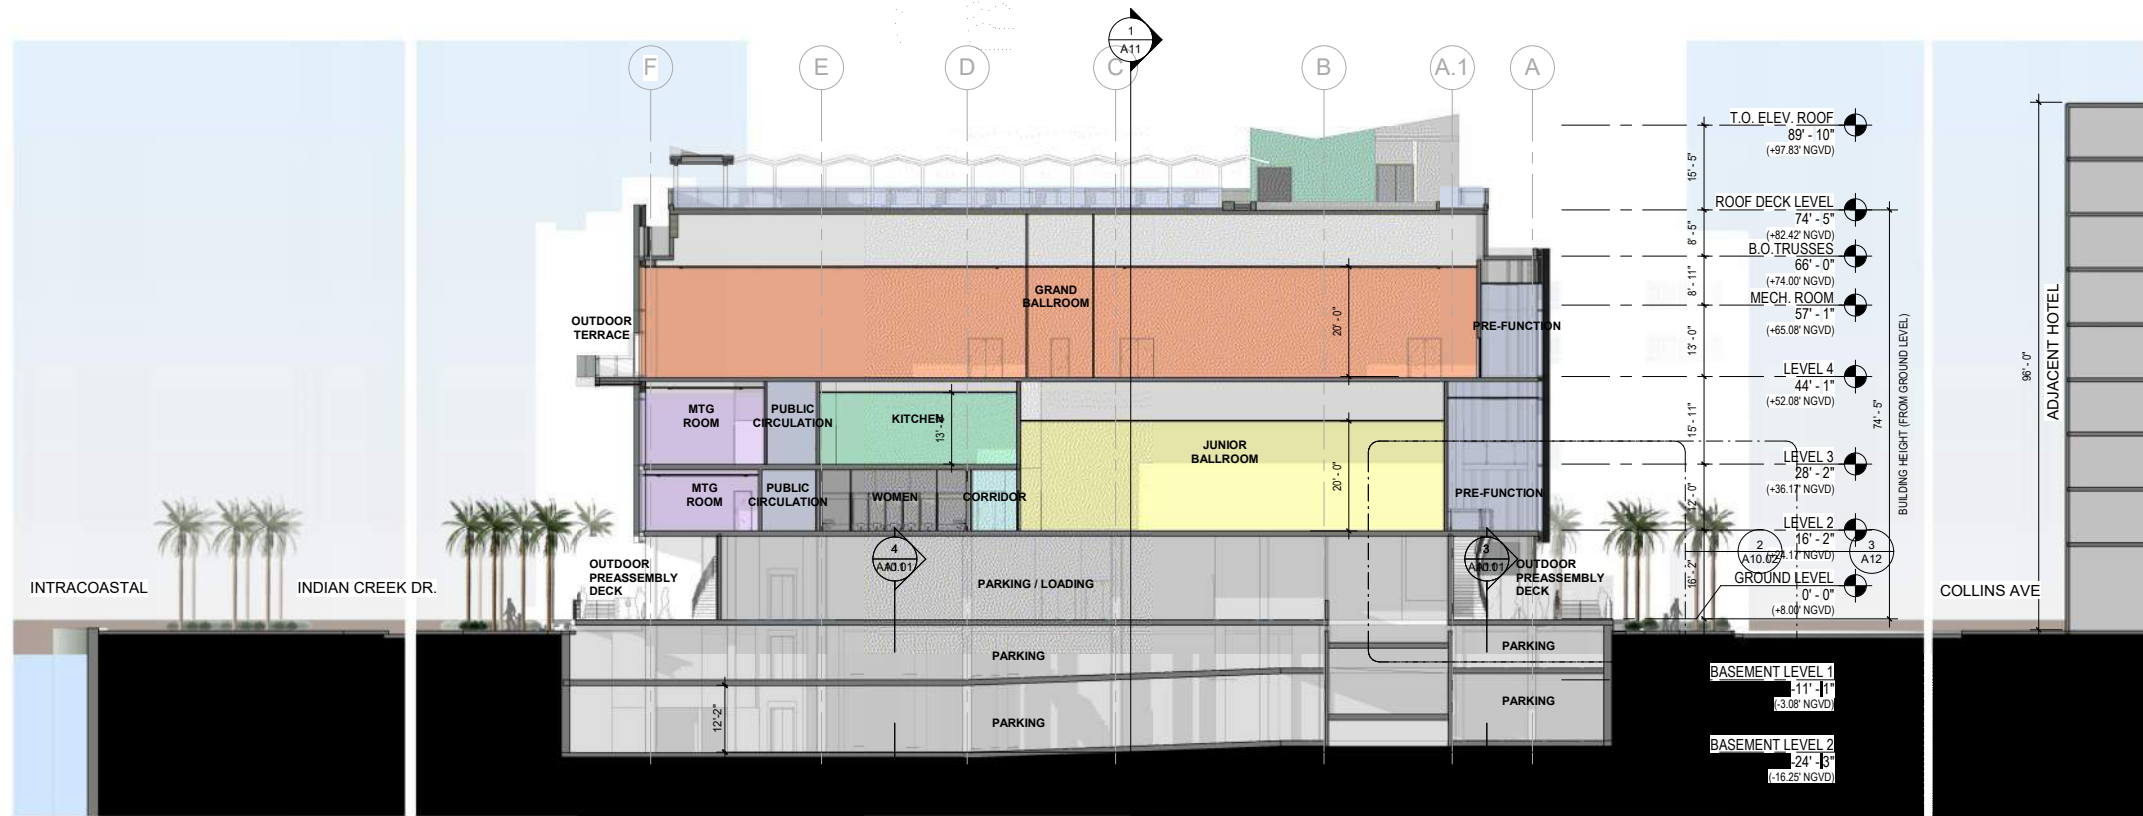 1
A11
F
E
D
C
B
A.1
A
T.O. ELEV. ROOF
89' - 10"
(+97.83' NGVD)
15' - 5"
ROOF DECK LEVEL
74' - 5"
(+82.42' NGVD)
8' - 5"
B.O.TRUSSES
66' - 0"
(+74.00' NGVD)
8' - 11"
MECH. ROOM
57' - 1"
(+65.08' NGVD)
13' - 0"
LEVEL 4
44' - 1"
(+52.08' NGVD)
15' - 11"
LEVEL 3
28' - 2"
(+36.17' NGVD)
12' - 0"
LEVEL 2
16' - 2"
(+24.17' NGVD)
16' - 2"
GROUND LEVEL
0' - 0"
(+8.00' NGVD)
74' - 5"
BUILDING HEIGHT (FROM GROUND LEVEL)
96' - 0"
ADJACENT HOTEL
GRAND
BALLROOM
20' - 0"
OUTDOOR
TERRACE
PRE-FUNCTION
MTG
ROOM
PUBLIC
CIRCULATION
KITCHEN
JUNIOR
BALLROOM
20' - 0"
MTG
ROOM
PUBLIC
CIRCULATION
WOMEN
CORRIDOR
PRE-FUNCTION
2
A10.02
3
A12
4
3
OUTDOOR
PREASSEMBLY
DECK
PARKING / LOADING
OUTDOOR
PREASSEMBLY
DECK
INTRACOASTAL
INDIAN CREEK DR.
COLLINS AVE
PARKING
PARKING
PARKING
PARKING
12'-2"
BASEMENT LEVEL 1
-11' - 1"
(-3.08' NGVD)
BASEMENT LEVEL 2
-24' - 3"
(-16.25' NGVD)